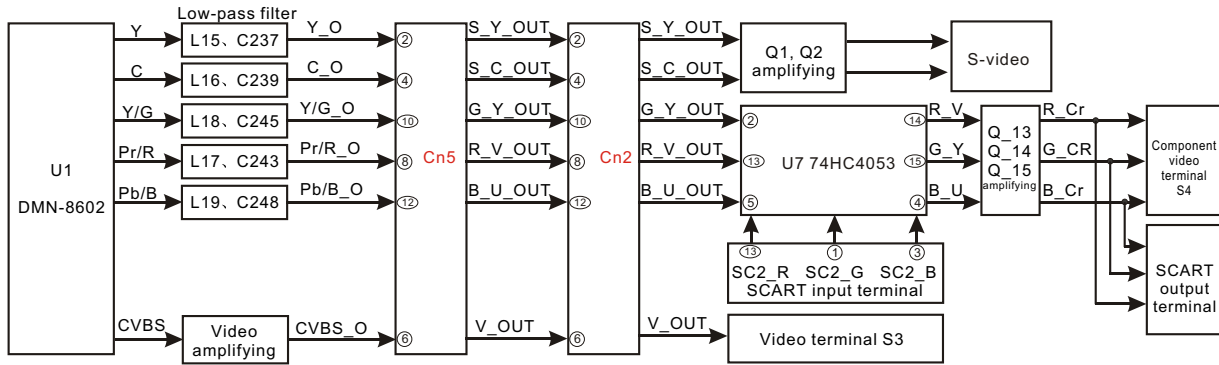 Low-pass filter
U1
DMN-8602
Y
C
Y/G
Pr/R
Pb/B
CVBS
L15、C237
L16、C239
L18、C245
L17、C243
L19、C248
Video
amplifying
Y_O
C_O
Y/G_O
Pr/R_O
Pb/B_O
CVBS_O
2
4
10
8
12
6
Cn5
S_Y_OUT
S_C_OUT
G_Y_OUT
R_V_OUT
B_U_OUT
V_OUT
2
4
10
8
12
6
Cn2
S_Y_OUT
S_C_OUT
G_Y_OUT
R_V_OUT
B_U_OUT
V_OUT
Q1, Q2
amplifying
S-video
2
13
5
U7 74HC4053
14
15
4
13
1
3
SC2_R SC2_G SC2_B
SCART input terminal
Video terminal S3
R_V
G_Y
B_U
Q_13
Q_14
Q_15
amplifying
R_Cr
G_CR
B_Cr
Component
video
terminal
S4
SCART
output
terminal